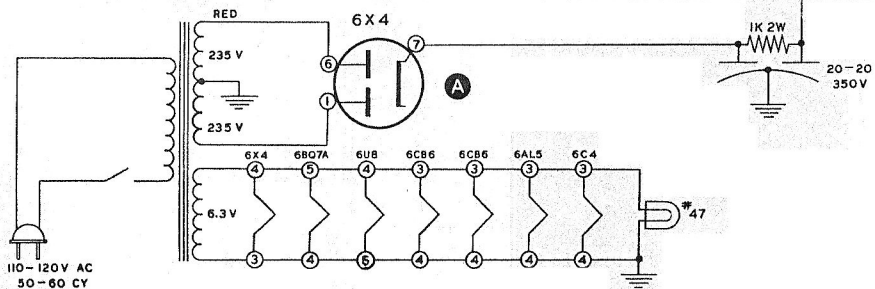 RED
6X4
235 V
235 V
6
1
7
A
1K 2W
20-20
350V
6X4 6BQ7A 6U8 6CB6 6CB6 6AL5 6C4
4 5 4 3 3 3 3
6.3 V
3 4 5 4 4 4 4
#47
110-120V AC
50-60 CY